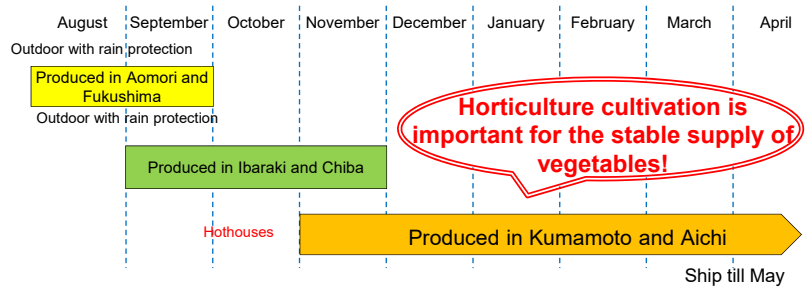 August September October November December January February March April
Outdoor with rain protection
Produced in Aomori and
Fukushima
Outdoor with rain protection
Horticulture cultivation is
important for the stable supply of
vegetables!
Produced in Ibaraki and Chiba
Hothouses
Produced in Kumamoto and Aichi
Ship till May